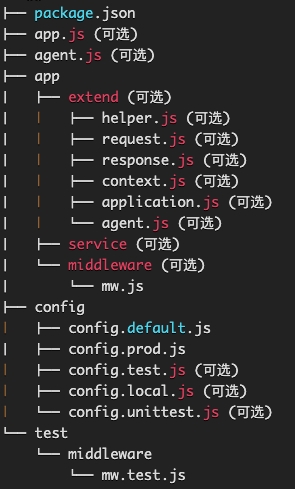 ├── package.json
├── app.js (可选)
├── agent.js (可选)
├── app
|   ├── extend (可选)
|   |   ├── helper.js (可选)
|   |   ├── request.js (可选)
|   |   ├── response.js (可选)
|   |   ├── context.js (可选)
|   |   ├── application.js (可选)
|   |   └── agent.js (可选)
|   ├── service (可选)
|   └── middleware (可选)
|       └── mw.js
├── config
|   ├── config.default.js
|   ├── config.prod.js
|   ├── config.test.js (可选)
|   ├── config.local.js (可选)
|   └── config.unittest.js (可选)
└── test
    └── middleware
        └── mw.test.js